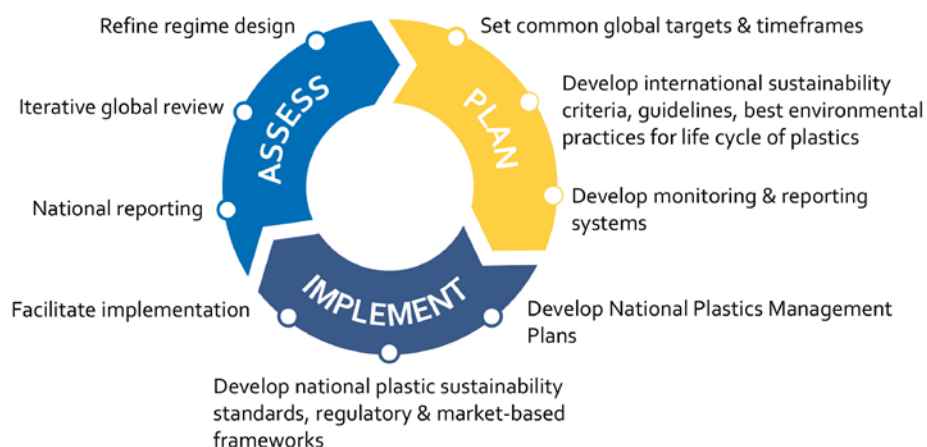 Refine regime design
Set common global targets & timeframes
Iterative global review
Develop international sustainability
criteria, guidelines, best environmental
practices for life cycle of plastics
National reporting
Develop monitoring & reporting
systems
Facilitate implementation
Develop National Plastics Management
Plans
Develop national plastic sustainability
standards, regulatory & market-based
frameworks
ASSESS
PLAN
IMPLEMENT